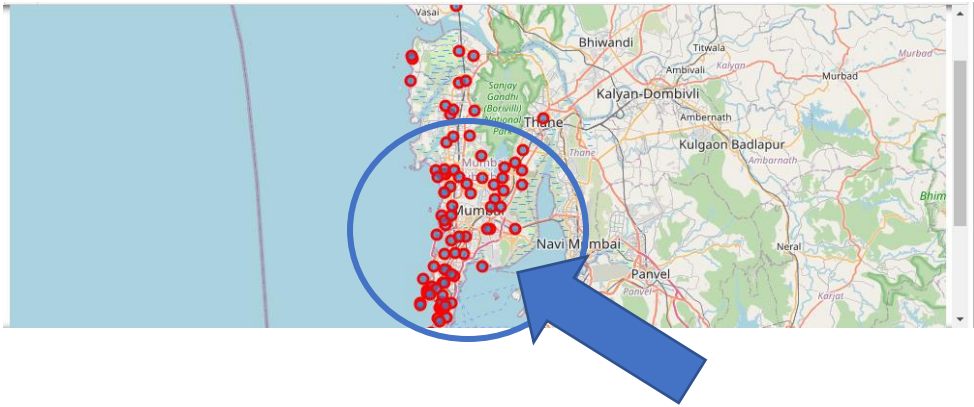 Vasai
Bhiwandi
Titwala
Murbad
Kalyan
Ambivali
Murbad
Sanjay
Gandhi
(Borivili)
National
Park
Kalyan-Dombivli
Thane
Ambernath
Kulgaon Badlapur
Thane
Ambarnath
Mumbai
Bhim
Navi Mumbai
Neral
Panvel
Panvel
Karjat